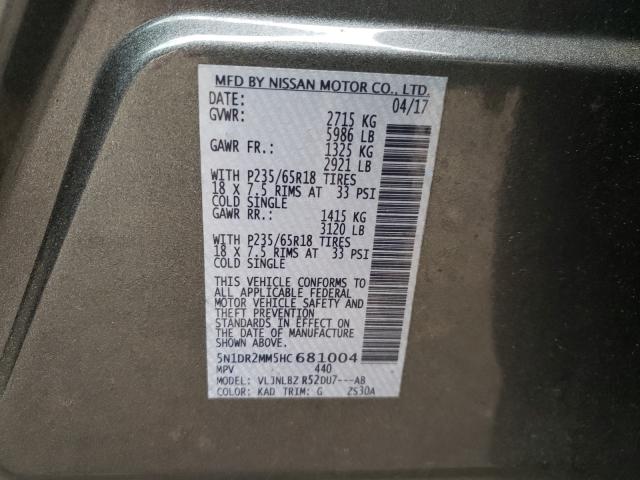 MFD BY NISSAN MOTOR CO., LTD.
DATE: 04/17
GVWR: 2715 KG
5986 LB
GAWR FR.: 1325 KG
2921 LB
WITH P235/65R18 TIRES
18 X 7.5 RIMS AT 33 PSI
COLD SINGLE
GAWR RR.: 1415 KG
3120 LB
WITH P235/65R18 TIRES
18 X 7.5 RIMS AT 33 PSI
COLD SINGLE
THIS VEHICLE CONFORMS TO
ALL APPLICABLE FEDERAL
MOTOR VEHICLE SAFETY AND
THEFT PREVENTION
STANDARDS IN EFFECT ON
THE DATE OF MANUFACTURE
SHOWN ABOVE.
5N1DR2MM5HC681004
MPV 440
MODEL: VLJNLBZ R52DU7---AB
COLOR: KAD TRIM: G ZS30A